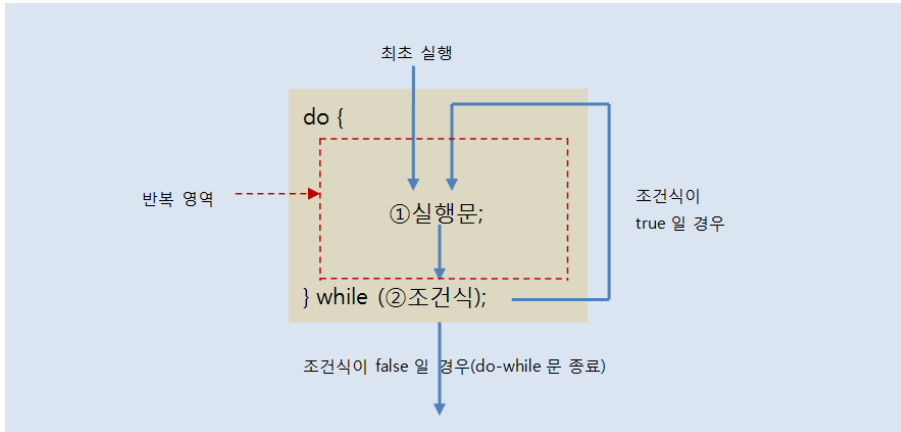 최초 실행
do {
반복 영역
①실행문;
조건식이
true 일 경우
} while (②조건식);
조건식이 false 일 경우(do-while 문 종료)